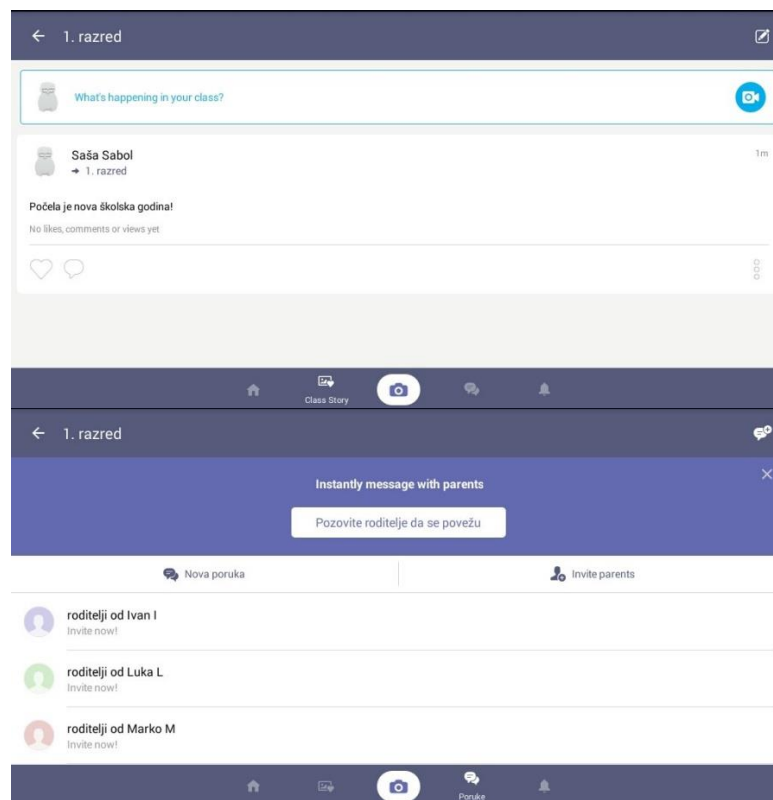 1. razred
What's happening in your class?
Saša Sabol
1m
➔ 1. razred
Počela je nova školska godina!
No likes, comments or views yet
Class Story
1. razred
Instantly message with parents
Pozovite roditelje da se povežu
Nova poruka
Invite parents
roditelji od Ivan I
Invite now!
roditelji od Luka L
Invite now!
roditelji od Marko M
Invite now!
Poruke